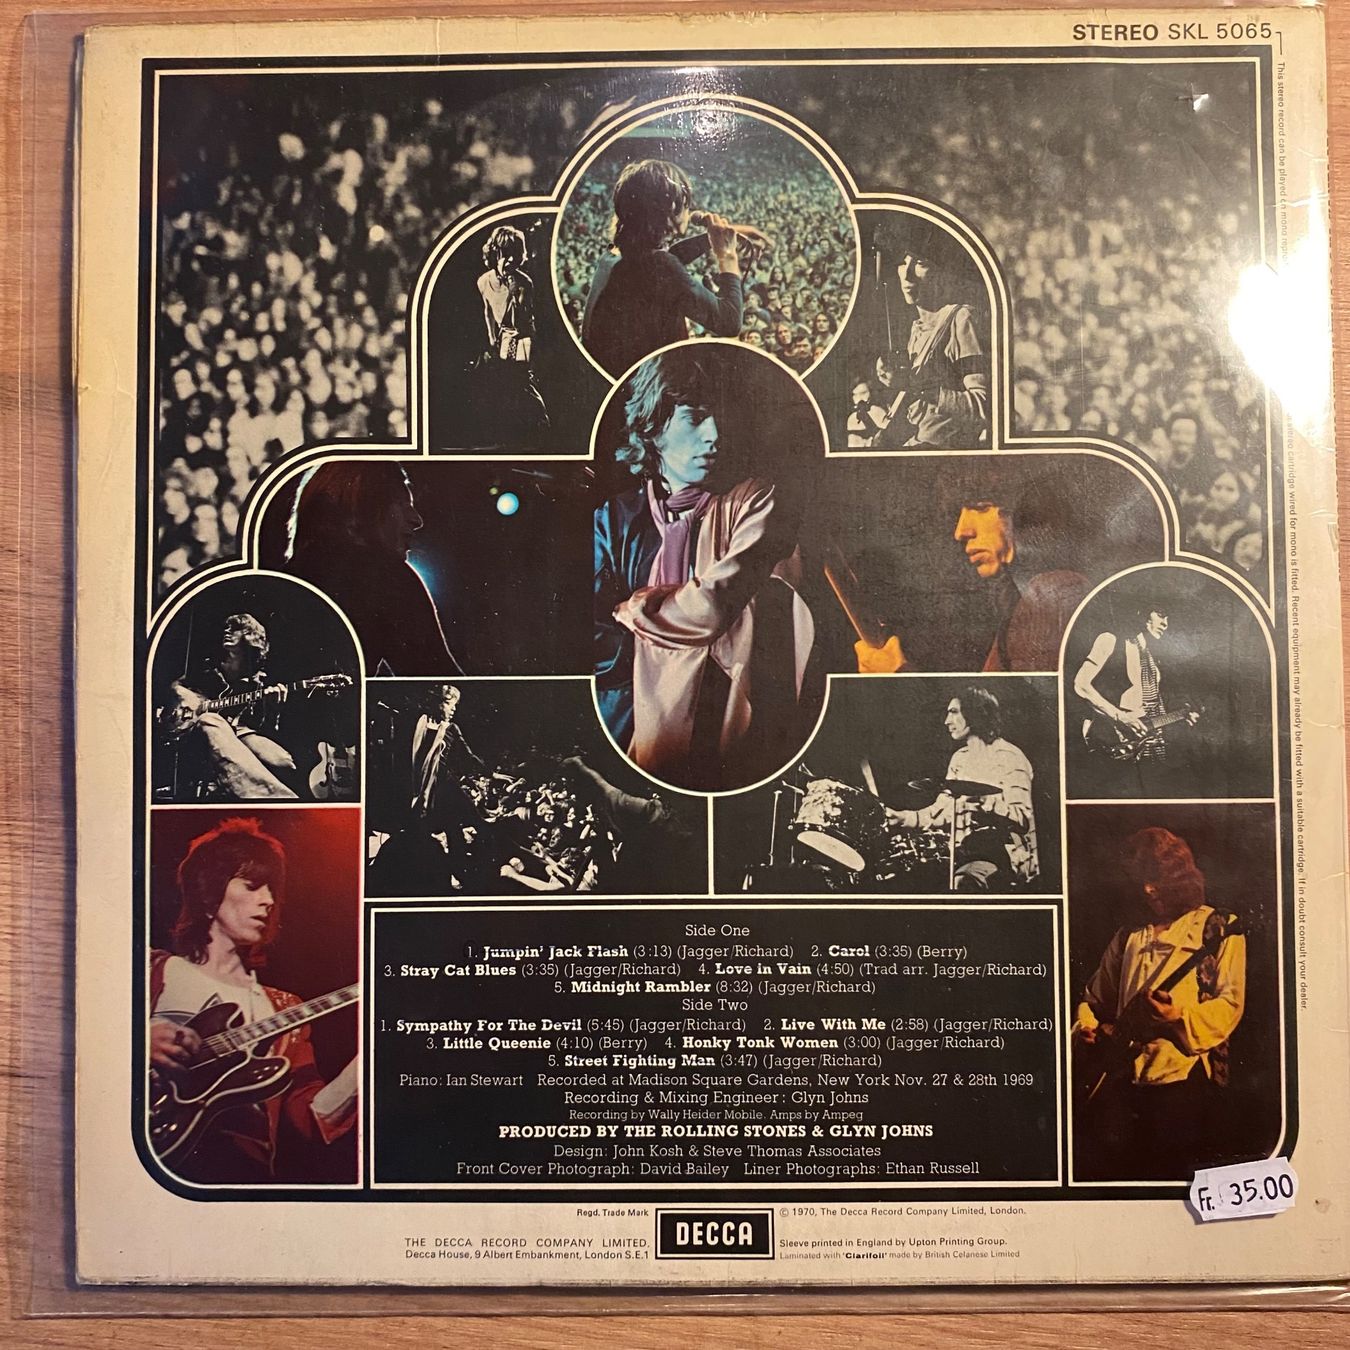 STEREO SKL 5065
This stereo record can be played on mono
stereo cartridge wired for mono is fitted. Recent equipment may already be fitted with a suitable cartridge. If in doubt consult your dealer.
Side One
1. Jumpin' Jack Flash (3:13) (Jagger/Richard) 2. Carol (3:35) (Berry)
3. Stray Cat Blues (3:35) (Jagger/Richard) 4. Love in Vain (4:50) (Trad arr. Jagger/Richard)
5. Midnight Rambler (8:32) (Jagger/Richard)
Side Two
1. Sympathy For The Devil (5:45) (Jagger/Richard) 2. Live With Me (2:58) (Jagger/Richard)
3. Little Queenie (4:10) (Berry) 4. Honky Tonk Women (3:00) (Jagger/Richard)
5. Street Fighting Man (3:47) (Jagger/Richard)
Piano: Ian Stewart Recorded at Madison Square Gardens, New York Nov. 27 & 28th 1969
Recording & Mixing Engineer: Glyn Johns
Recording by Wally Heider Mobile. Amps by Ampeg
PRODUCED BY THE ROLLING STONES & GLYN JOHNS
Design: John Kosh & Steve Thomas Associates
Front Cover Photograph: David Bailey Liner Photographs: Ethan Russell
Fr. 35.00
Regd. Trade Mark
THE DECCA RECORD COMPANY LIMITED.
Decca House, 9 Albert Embankment, London S.E.1
DECCA
© 1970, The Decca Record Company Limited, London.
Sleeve printed in England by Upton Printing Group.
Laminated with 'Clarifoil' made by British Celanese Limited